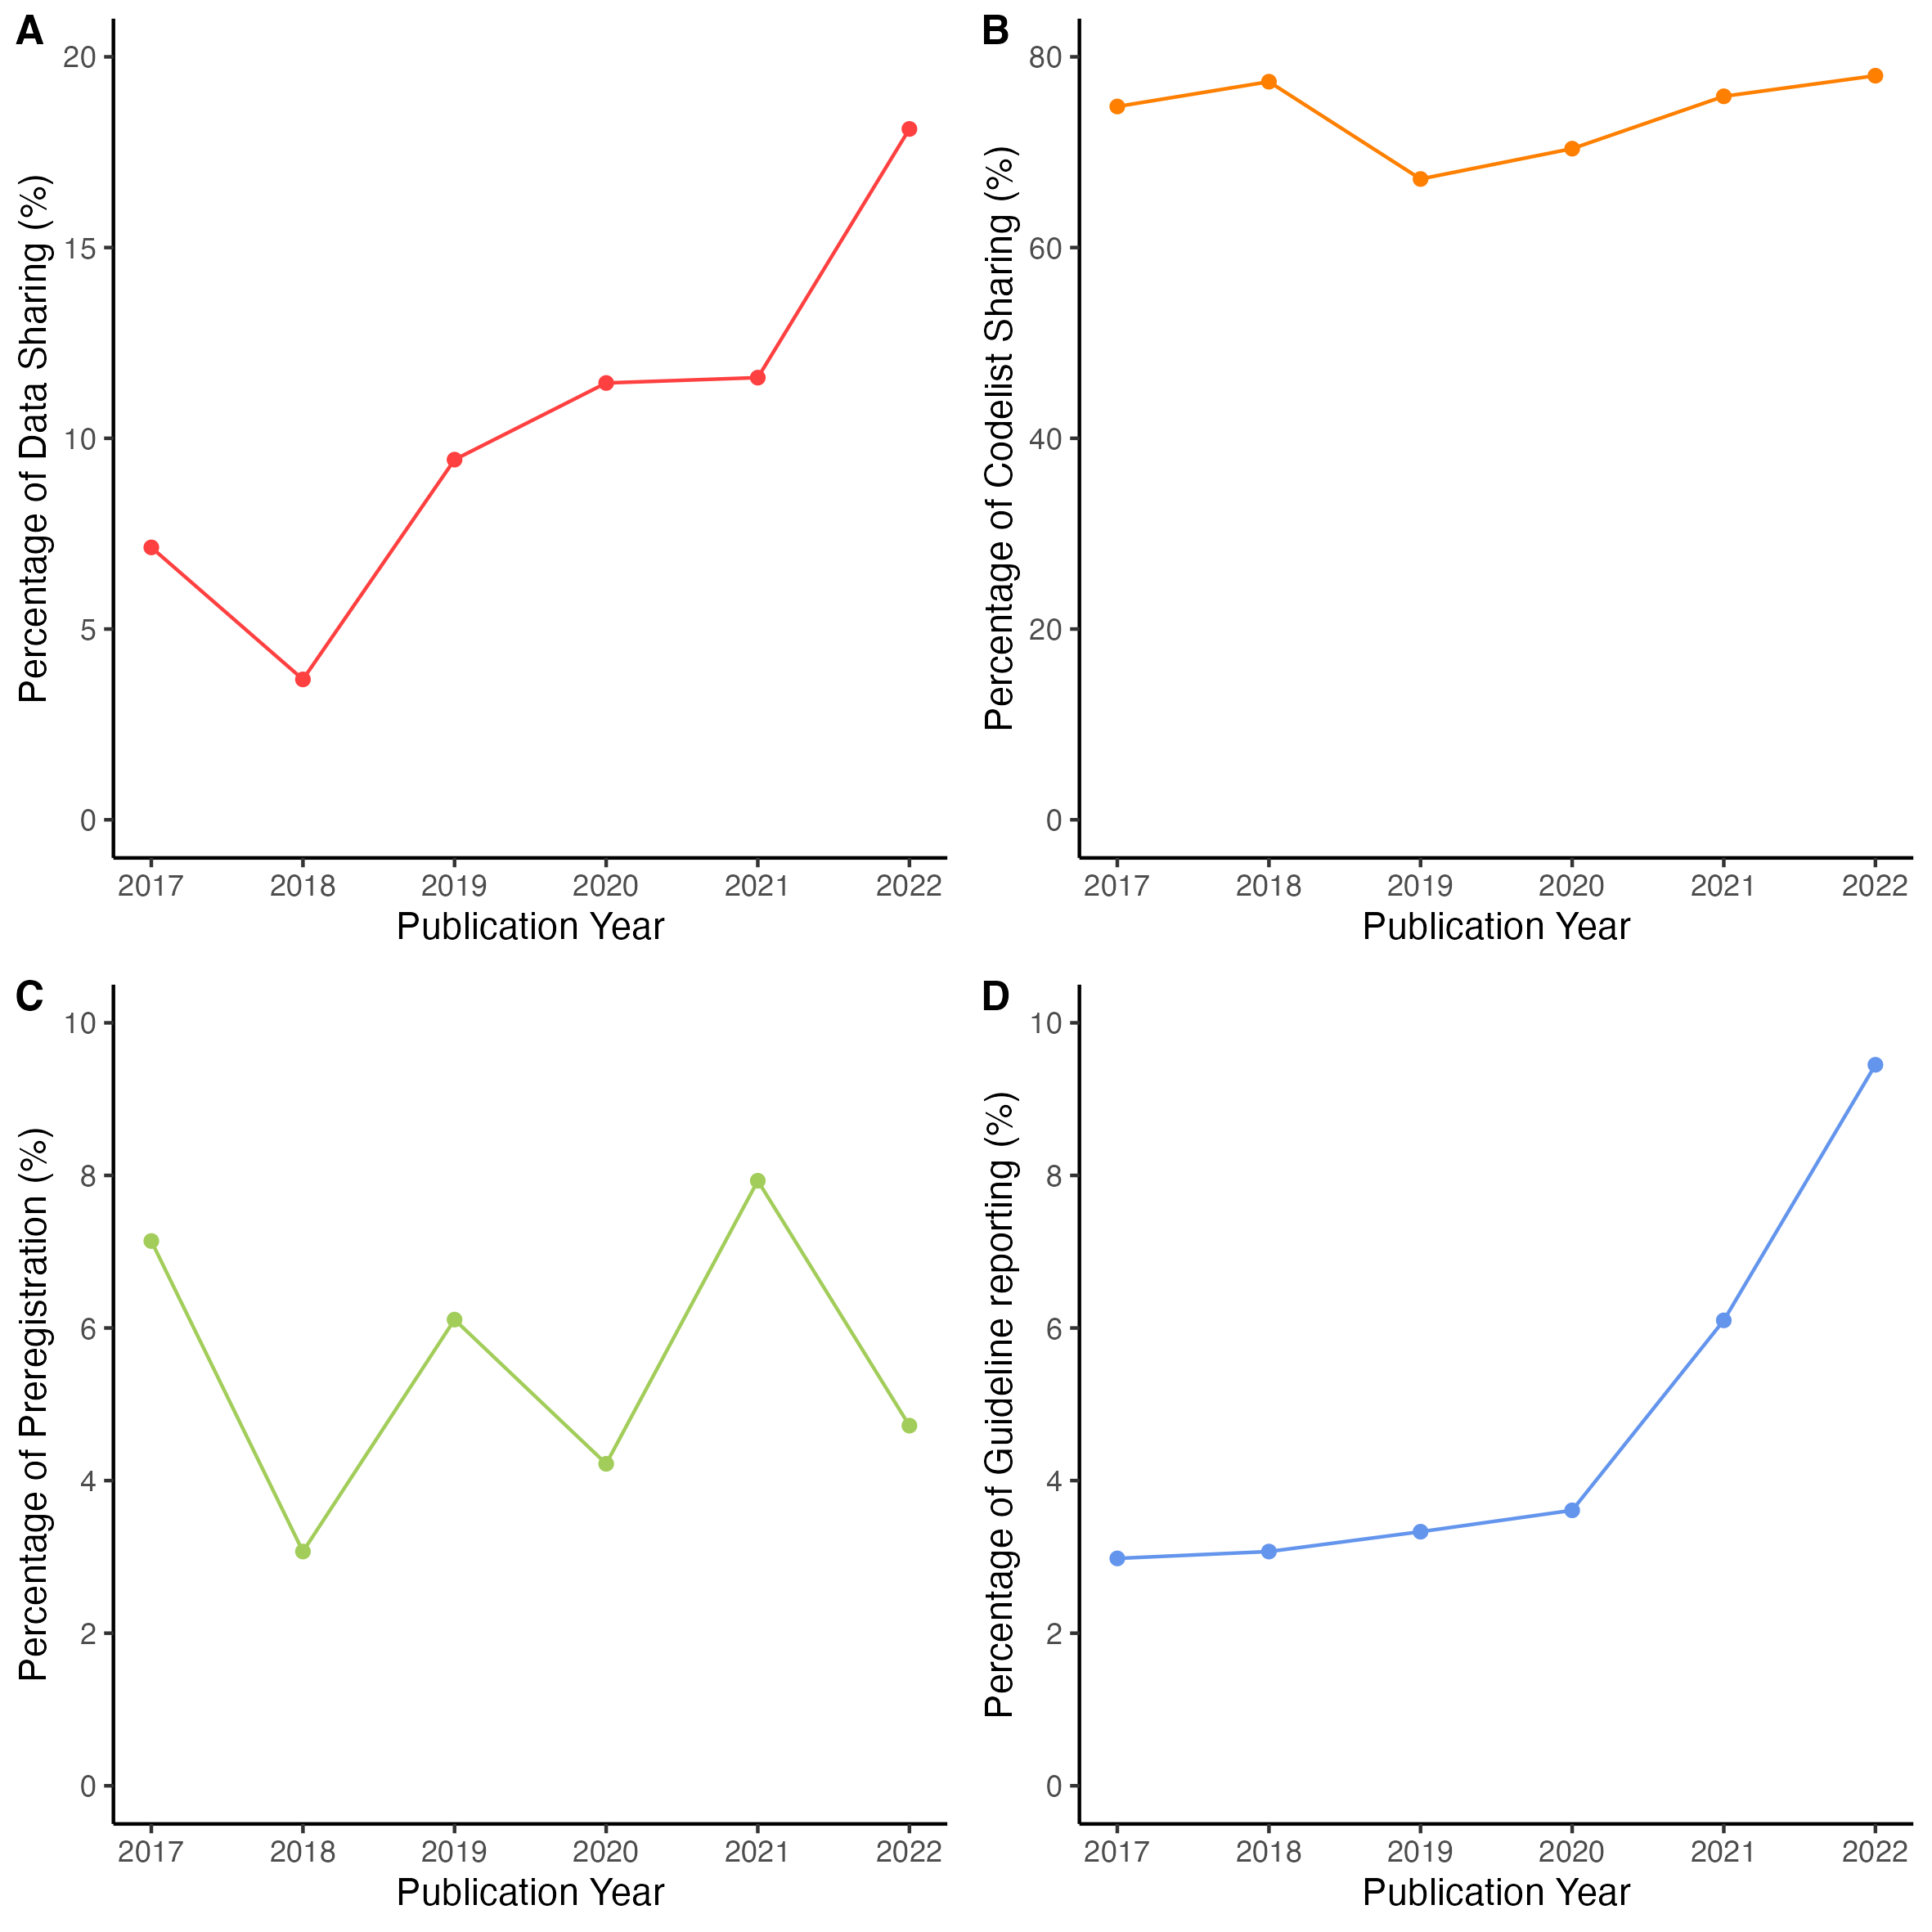 A
Percentage of Data Sharing (%)
20
15
10
5
0
2017 2018 2019 2020 2021 2022
Publication Year
B
Percentage of Codelist Sharing (%)
80
60
40
20
0
2017 2018 2019 2020 2021 2022
Publication Year
C
Percentage of Preregistration (%)
10
8
6
4
2
0
2017 2018 2019 2020 2021 2022
Publication Year
D
Percentage of Guideline reporting (%)
10
8
6
4
2
0
2017 2018 2019 2020 2021 2022
Publication Year